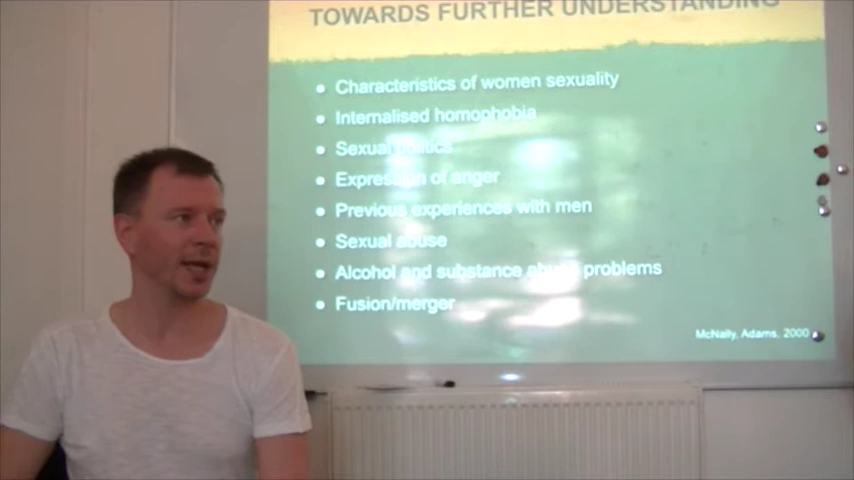 TOWARDS FURTHER UNDERSTANDING
Characteristics of women sexuality
Internalised homophobia
Sexual politics
Expression of anger
Previous experiences with men
Sexual abuse
Alcohol and substance abuse problems
Fusion/merger
McNally, Adams, 2000